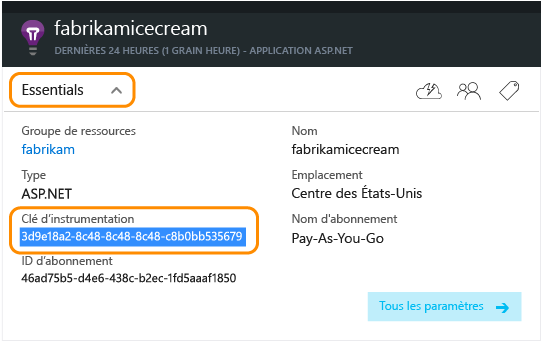 fabrikamicecream
DERNIÈRES 24 HEURES (1 GRAIN HEURE) - APPLICATION ASP.NET
Essentials
Groupe de ressources
fabrikam
Nom
fabrikamicecream
Type
ASP.NET
Emplacement
Centre des États-Unis
Clé d'instrumentation
3d9e18a2-8c48-8c48-8c48-c8b0bb535679
Nom d'abonnement
Pay-As-You-Go
ID d'abonnement
46ad75b5-d4e6-438c-b2ec-1fd5aaaf1850
Tous les paramètres